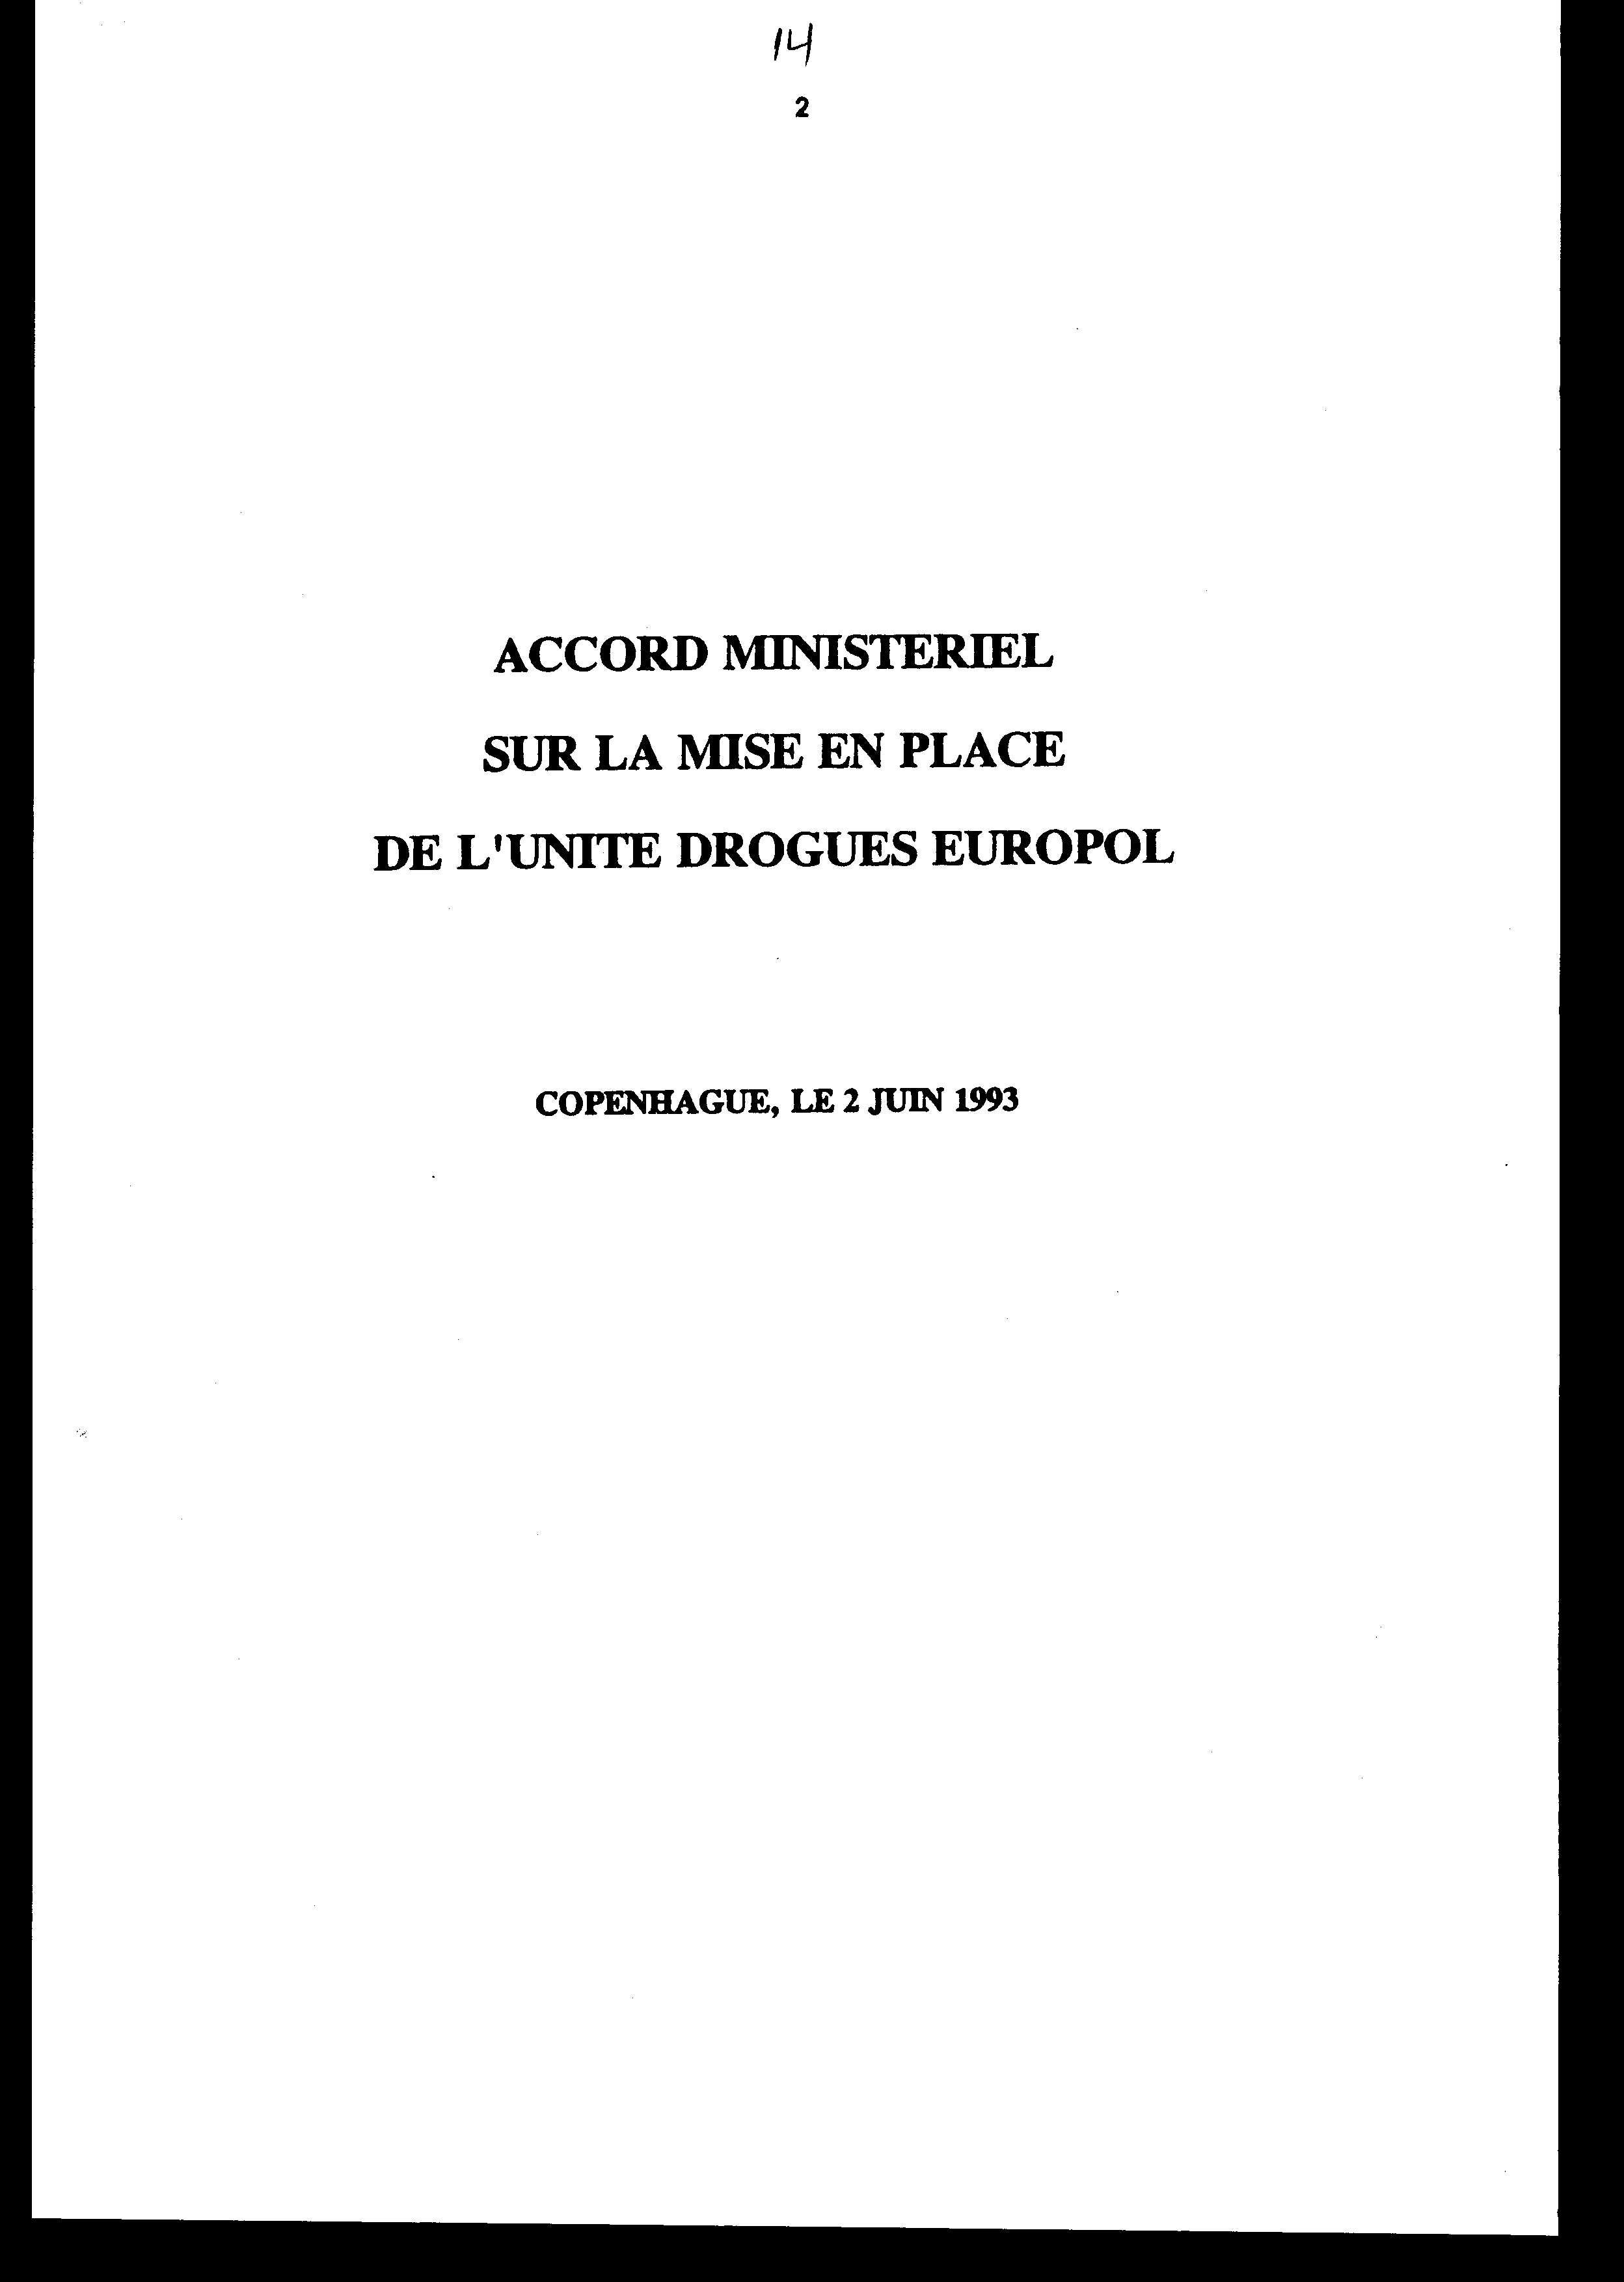 14
2
ACCORD MINISTERIEL
SUR LA MISE EN PLACE
DE L'UNITE DROGUES EUROPOL
COPENHAGUE, LE 2 JUIN 1993